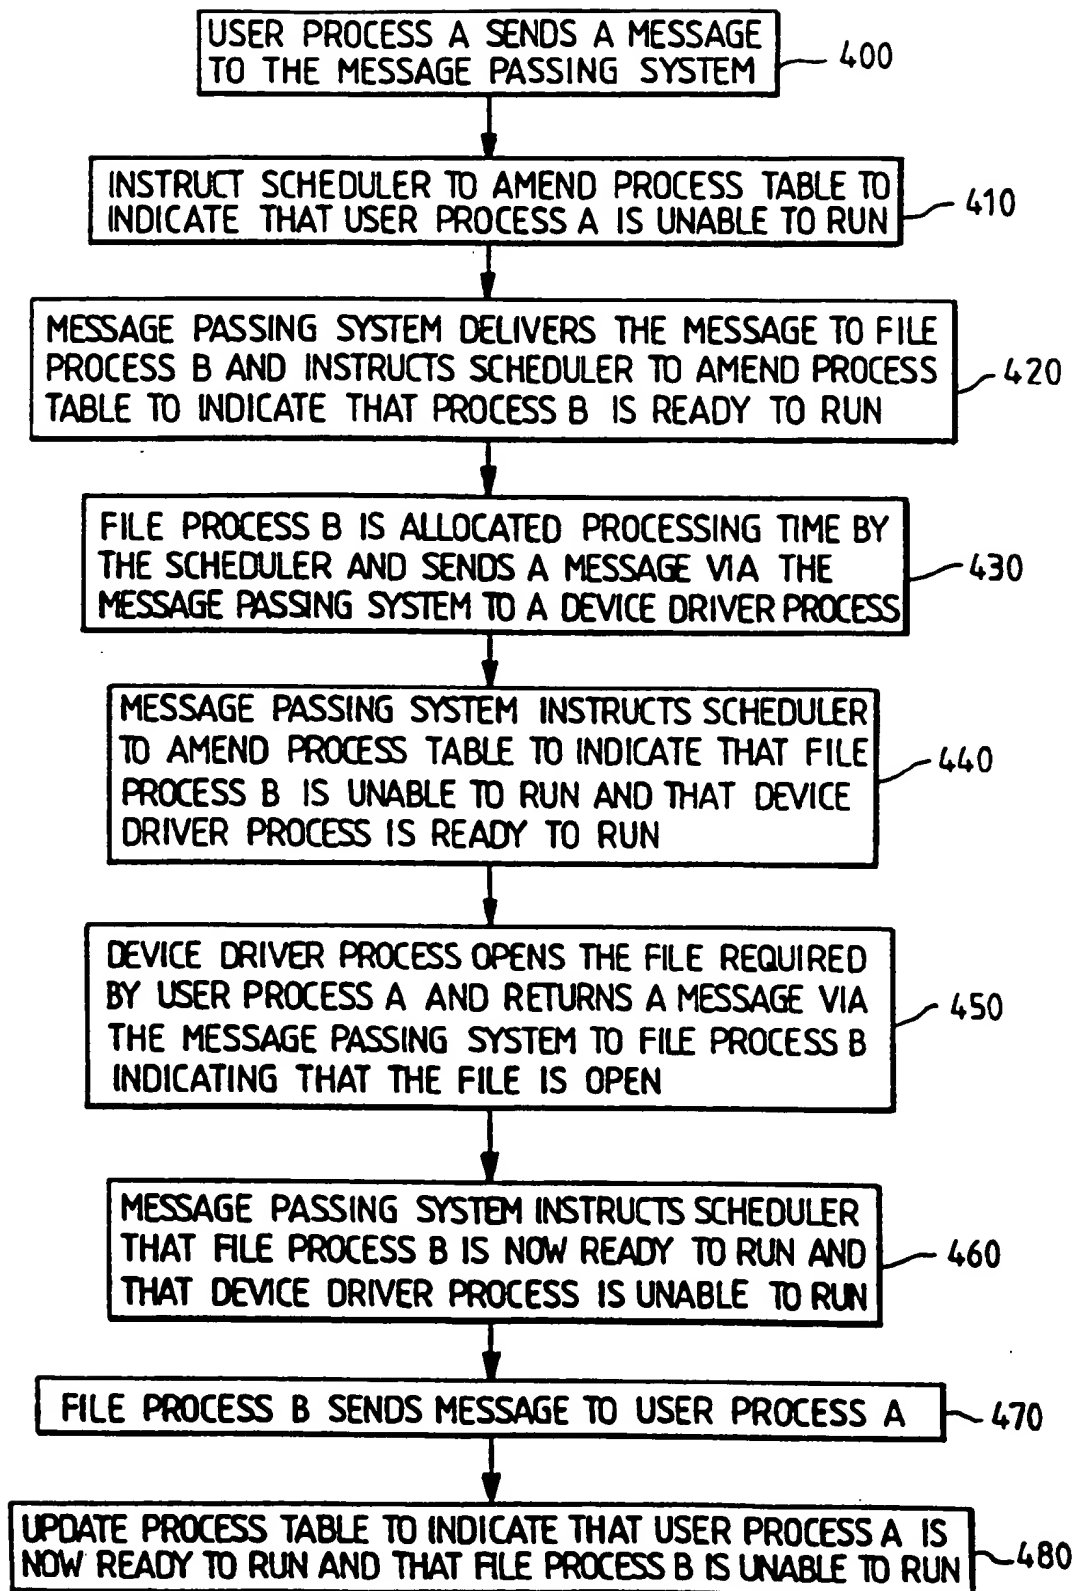 USER PROCESS A SENDS A MESSAGE
TO THE MESSAGE PASSING SYSTEM
400
INSTRUCT SCHEDULER TO AMEND PROCESS TABLE TO
INDICATE THAT USER PROCESS A IS UNABLE TO RUN
410
MESSAGE PASSING SYSTEM DELIVERS THE MESSAGE TO FILE
PROCESS B AND INSTRUCTS SCHEDULER TO AMEND PROCESS
TABLE TO INDICATE THAT PROCESS B IS READY TO RUN
420
FILE PROCESS B IS ALLOCATED PROCESSING TIME BY
THE SCHEDULER AND SENDS A MESSAGE VIA THE
MESSAGE PASSING SYSTEM TO A DEVICE DRIVER PROCESS
430
MESSAGE PASSING SYSTEM INSTRUCTS SCHEDULER
TO AMEND PROCESS TABLE TO INDICATE THAT FILE
PROCESS B IS UNABLE TO RUN AND THAT DEVICE
DRIVER PROCESS IS READY TO RUN
440
DEVICE DRIVER PROCESS OPENS THE FILE REQUIRED
BY USER PROCESS A AND RETURNS A MESSAGE VIA
THE MESSAGE PASSING SYSTEM TO FILE PROCESS B
INDICATING THAT THE FILE IS OPEN
450
MESSAGE PASSING SYSTEM INSTRUCTS SCHEDULER
THAT FILE PROCESS B IS NOW READY TO RUN AND
THAT DEVICE DRIVER PROCESS IS UNABLE TO RUN
460
FILE PROCESS B SENDS MESSAGE TO USER PROCESS A
470
UPDATE PROCESS TABLE TO INDICATE THAT USER PROCESS A IS
NOW READY TO RUN AND THAT FILE PROCESS B IS UNABLE TO RUN
480